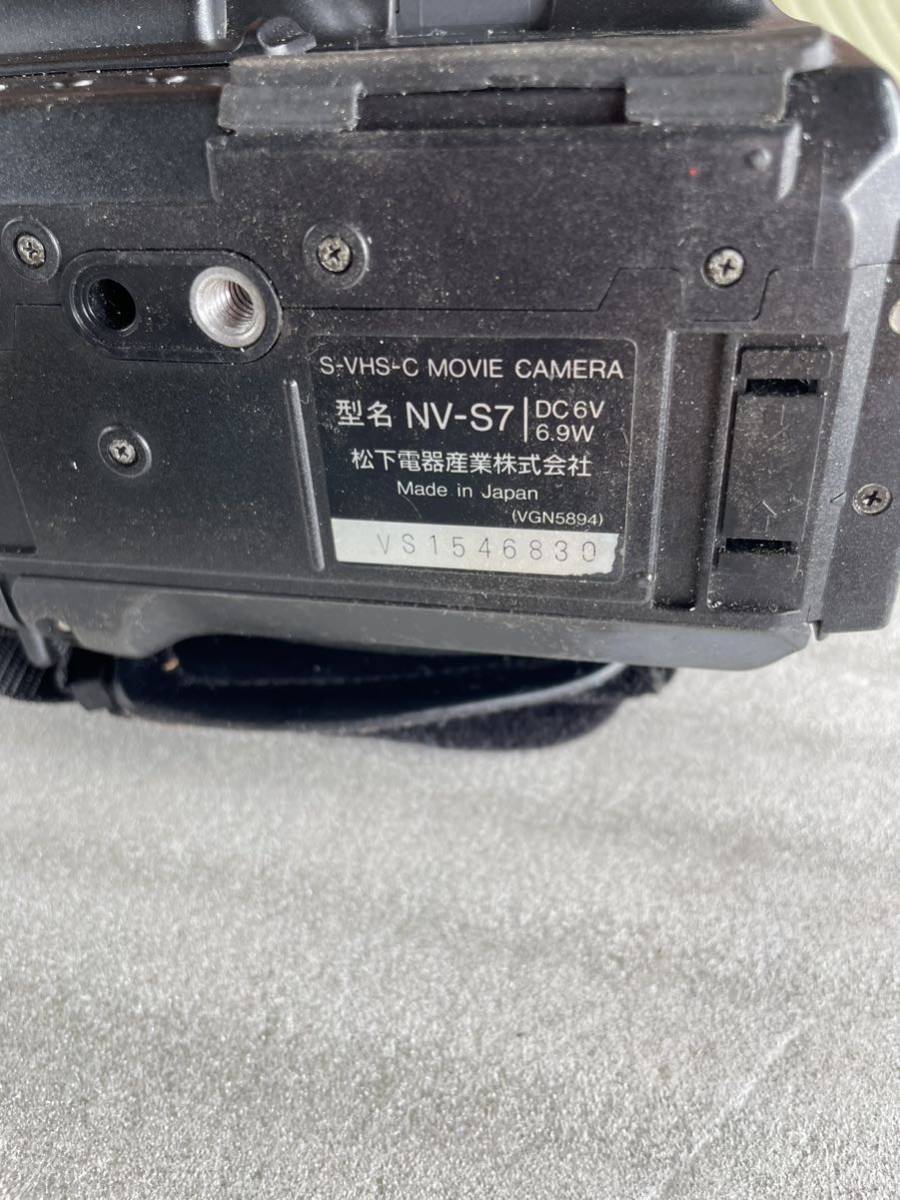 S-VHS-C MOVIE CAMERA
型名 NV-S7 DC 6V 6.9W
松下電器産業株式会社
Made in Japan
(VGN5894)
VS1546830